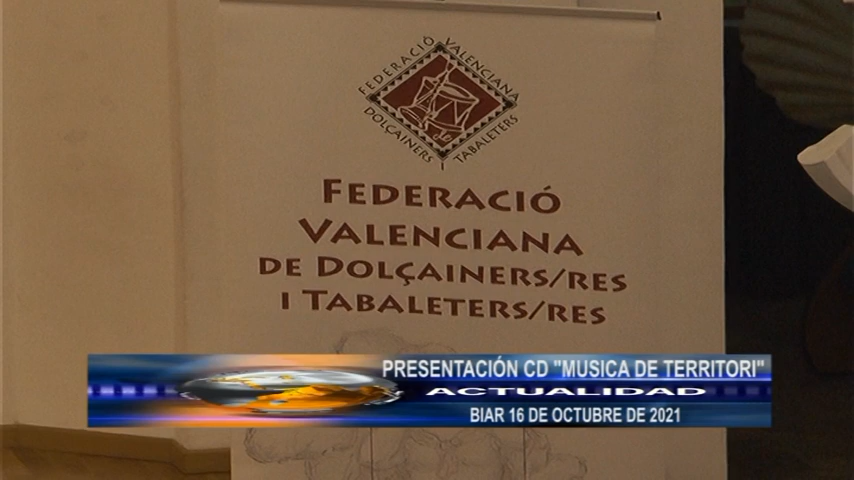 FEDERACIÓ VALENCIANA
DOLÇAINERS I TABALETERS
de
FEDERACIÓ
VALENCIANA
DE DOLÇAINERS/RES
I TABALETERS/RES
PRESENTACIÓN CD "MUSICA DE TERRITORI"
ACTUALIDAD
BIAR 16 DE OCTUBRE DE 2021